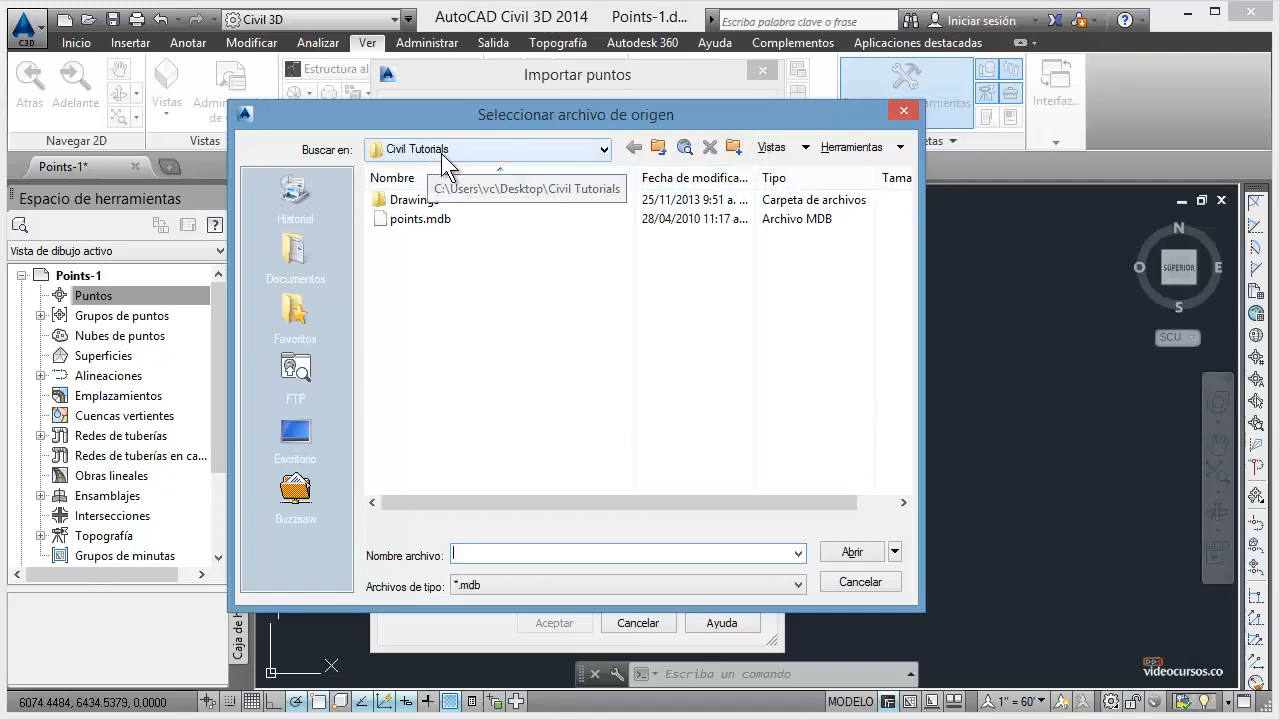 C3D
Civil 3D
AutoCAD Civil 3D 2014
Points-1.d...
Escriba palabra clave o frase
Iniciar sesión
Inicio
Insertar
Anotar
Modificar
Analizar
Ver
Administrar
Salida
Topografía
Autodesk 360
Ayuda
Complementos
Aplicaciones destacadas
Atrás
Adelante
Vistas
Estructura al
Importar puntos
Interfaz...
Navegar 2D
Vistas
Seleccionar archivo de origen
Points-1*
Buscar en:
Civil Tutorials
Vistas
Herramientas
C:\Users\vc\Desktop\Civil Tutorials
Nombre
Fecha de modifica...
Tipo
Tama
Drawings
25/11/2013 9:51 a. ...
Carpeta de archivos
points.mdb
28/04/2010 11:17 a...
Archivo MDB
Espacio de herramientas
Vista de dibujo activo
Points-1
Puntos
Grupos de puntos
Nubes de puntos
Superficies
Alineaciones
Emplazamientos
Cuencas vertientes
Redes de tuberías
Redes de tuberías en ca...
Obras lineales
Ensamblajes
Intersecciones
Topografía
Grupos de minutas
Historial
Documentos
Favoritos
FTP
Escritorio
Buzzsaw
Nombre archivo:
Abrir
Archivos de tipo:
*.mdb
Cancelar
N
O
SUPERIOR
E
S
SCU
Aceptar
Cancelar
Ayuda
Caja de h
Escriba un comando
videocursos.co
6074.4484, 6434.5379, 0.0000
MODELO
1" = 60'